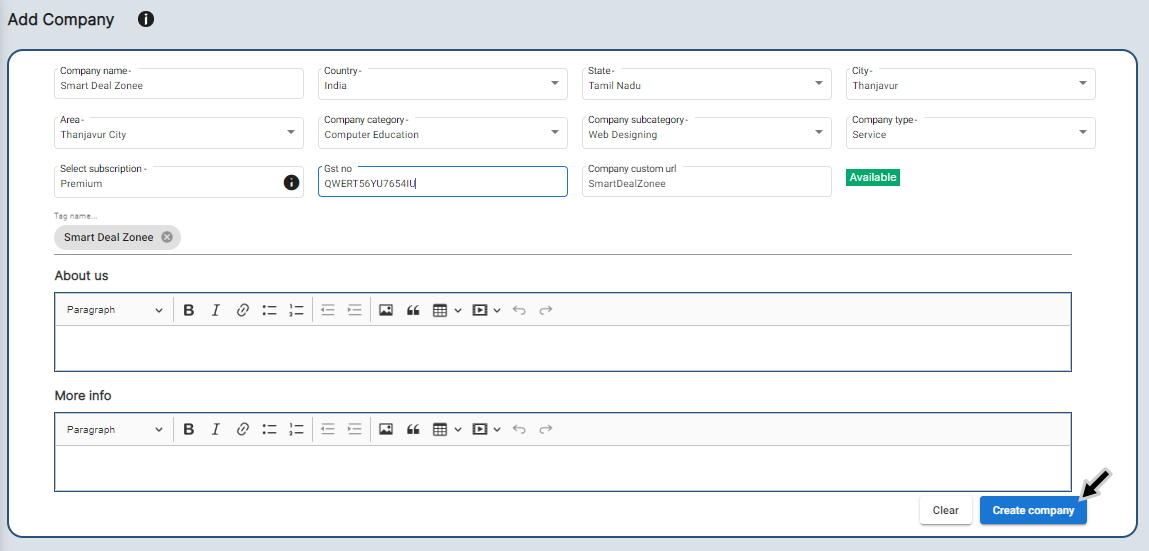 Add Company
Company name- Country- State- City-
Smart Deal Zonee India Tamil Nadu Thanjavur
Area- Company category- Company subcategory- Company type-
Thanjavur City Computer Education Web Designing Service
Select subscription - Gst no Company custom url
Premium QWERT56YU7654IU SmartDealZonee Available
Tag name...
Smart Deal Zonee
About us
Paragraph
More info
Paragraph
Clear Create company